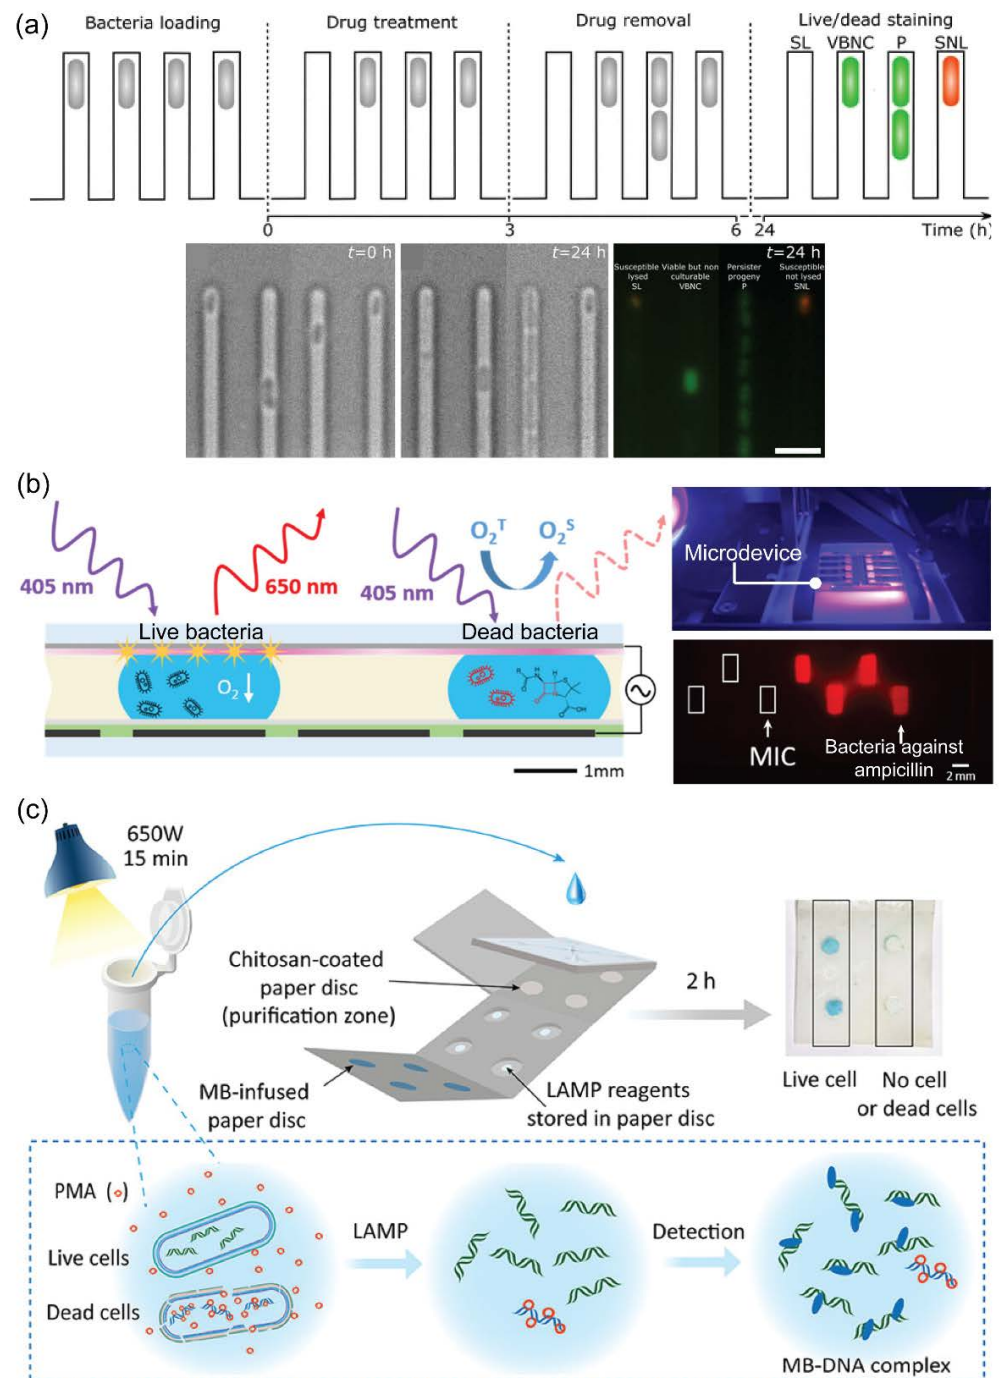 (a)
Bacteria loading
Drug treatment
Drug removal
Live/dead staining
SL VBNC P SNL
0 3 6 24 Time (h)
t=0 h
t=24 h
t=24 h
Susceptible
lysed
SL
Viable but non
culturable
VBNC
Persister
progeny
P
Susceptible
not lysed
SNL
(b)
405 nm
650 nm
405 nm
O₂ᵀ
O₂ˢ
Live bacteria
Dead bacteria
O₂
R
H
N
H
S
O
N
O
O
OH
1mm
Microdevice
MIC
Bacteria against
ampicillin
2 mm
(c)
650W
15 min
Chitosan-coated
paper disc
(purification zone)
MB-infused
paper disc
LAMP reagents
stored in paper disc
2 h
Live cell
No cell
or dead cells
PMA ( )
Live cells
Dead cells
LAMP
Detection
MB-DNA complex